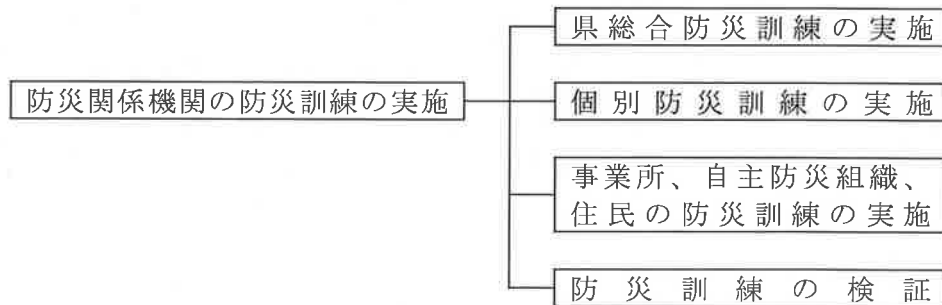 県総合防災訓練の実施
防災関係機関の防災訓練の実施
個別防災訓練の実施
事業所、自主防災組織、
住民の防災訓練の実施
防災訓練の検証